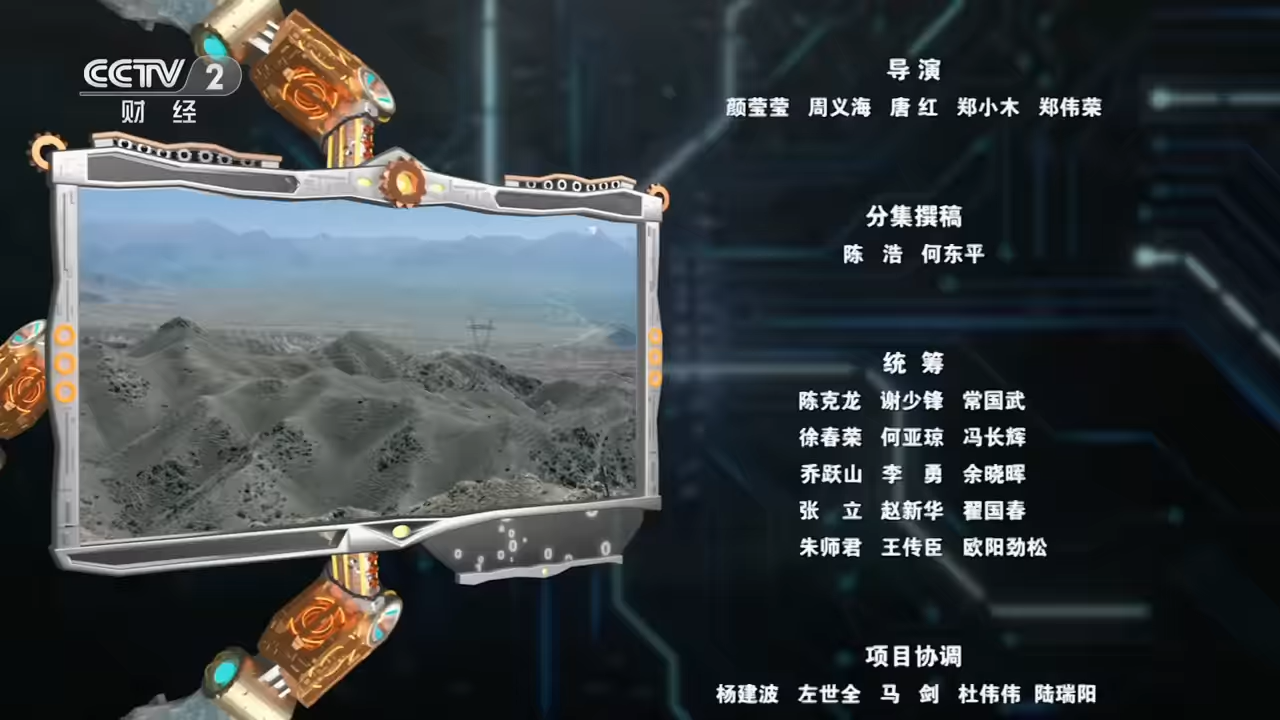 CCTV 2
财 经
导 演
颜莹莹 周义海 唐 红 郑小木 郑伟荣
分集撰稿
陈 浩 何东平
统 筹
陈克龙 谢少锋 常国武
徐春荣 何亚琼 冯长辉
乔跃山 李 勇 余晓晖
张 立 赵新华 翟国春
朱师君 王传臣 欧阳劲松
项目协调
杨建波 左世全 马 剑 杜伟伟 陆瑞阳